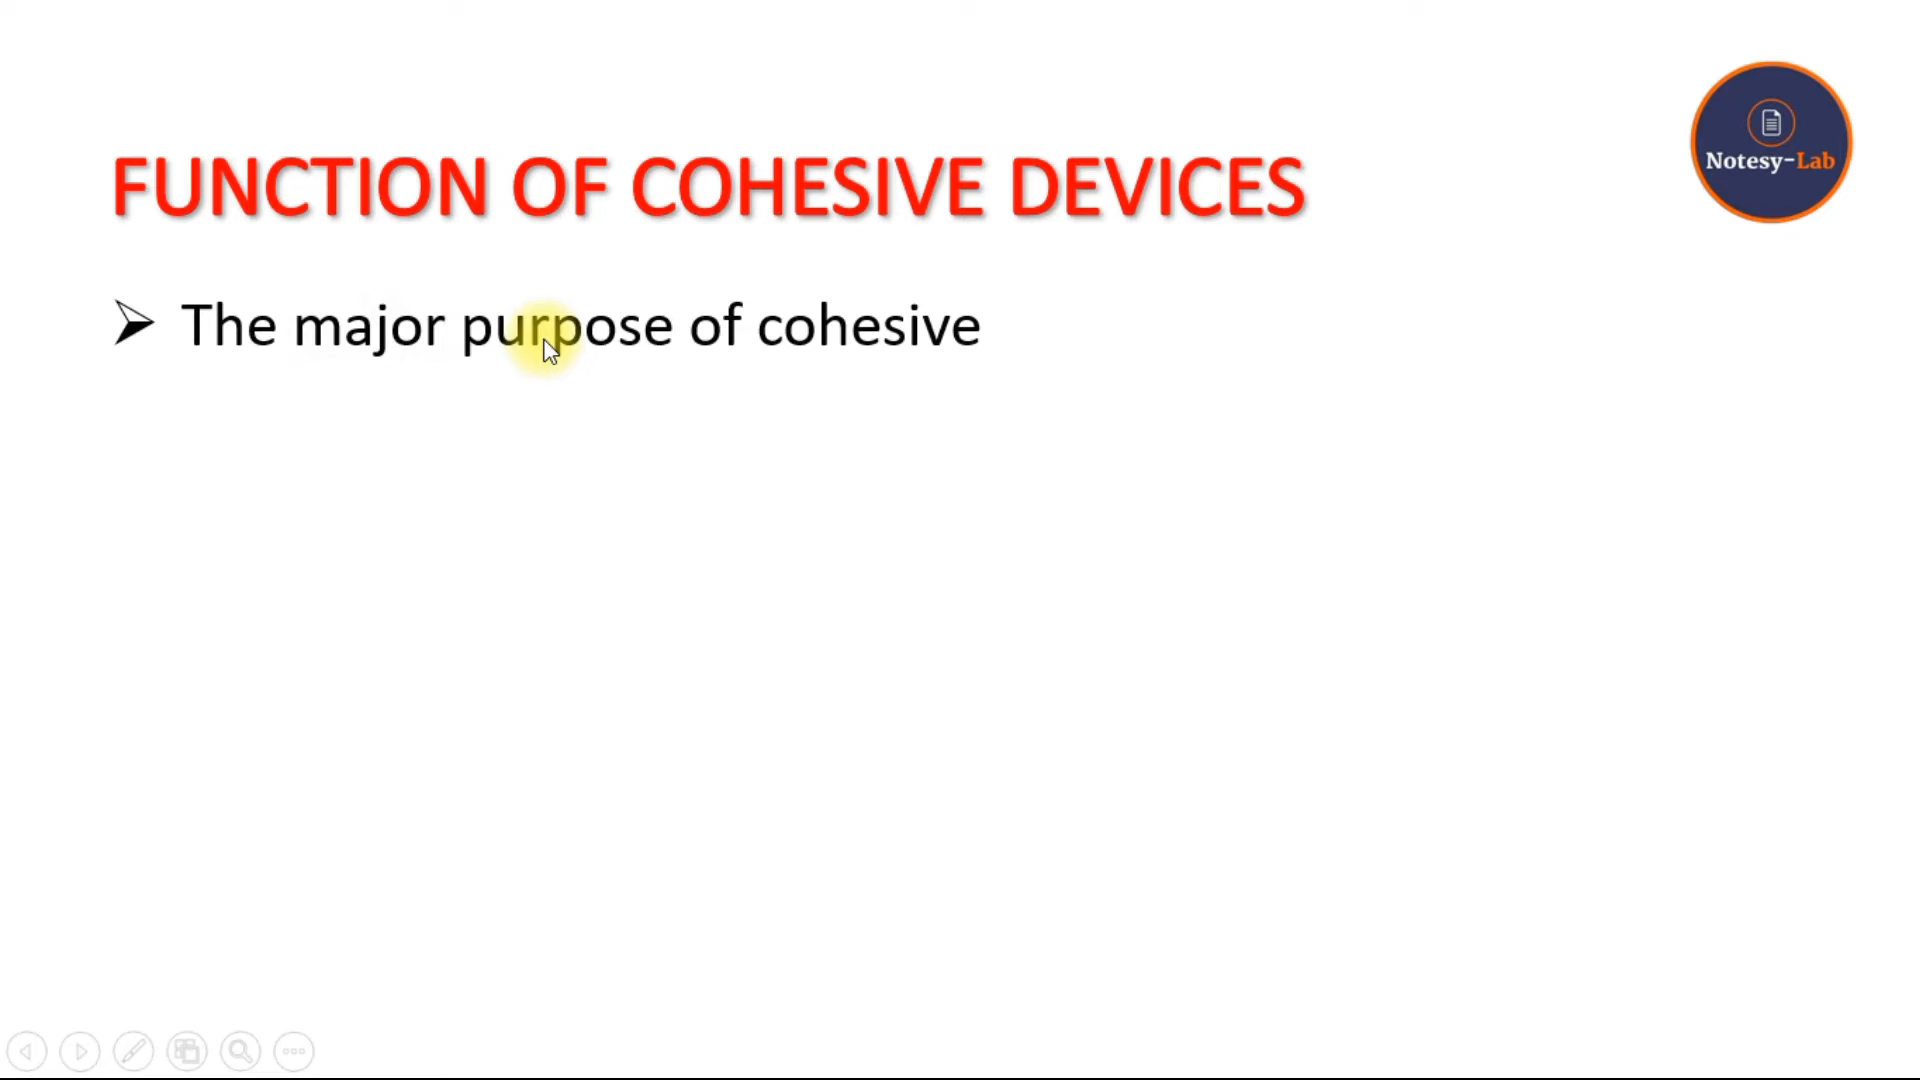 Notesy-Lab
FUNCTION OF COHESIVE DEVICES
The major purpose of cohesive